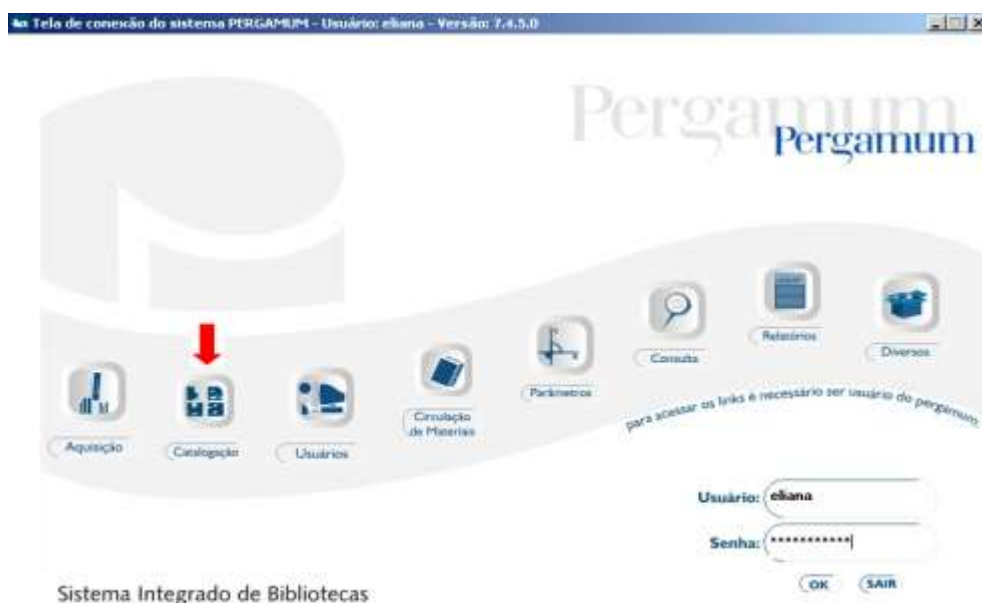 Tela de conexão do sistema PERGAMUM - Usuário: eliana - Versão: 7.4.5.0
Pergamum
Pergamum
Relatórios
Consulta
Diversos
Parâmetros
Circulação
de Materiais
Aquisição
Catalogação
Usuários
para acessar os links é necessário ser usuário do pergamum.
Usuário: eliana
Senha: ***********
OK SAIR
Sistema Integrado de Bibliotecas